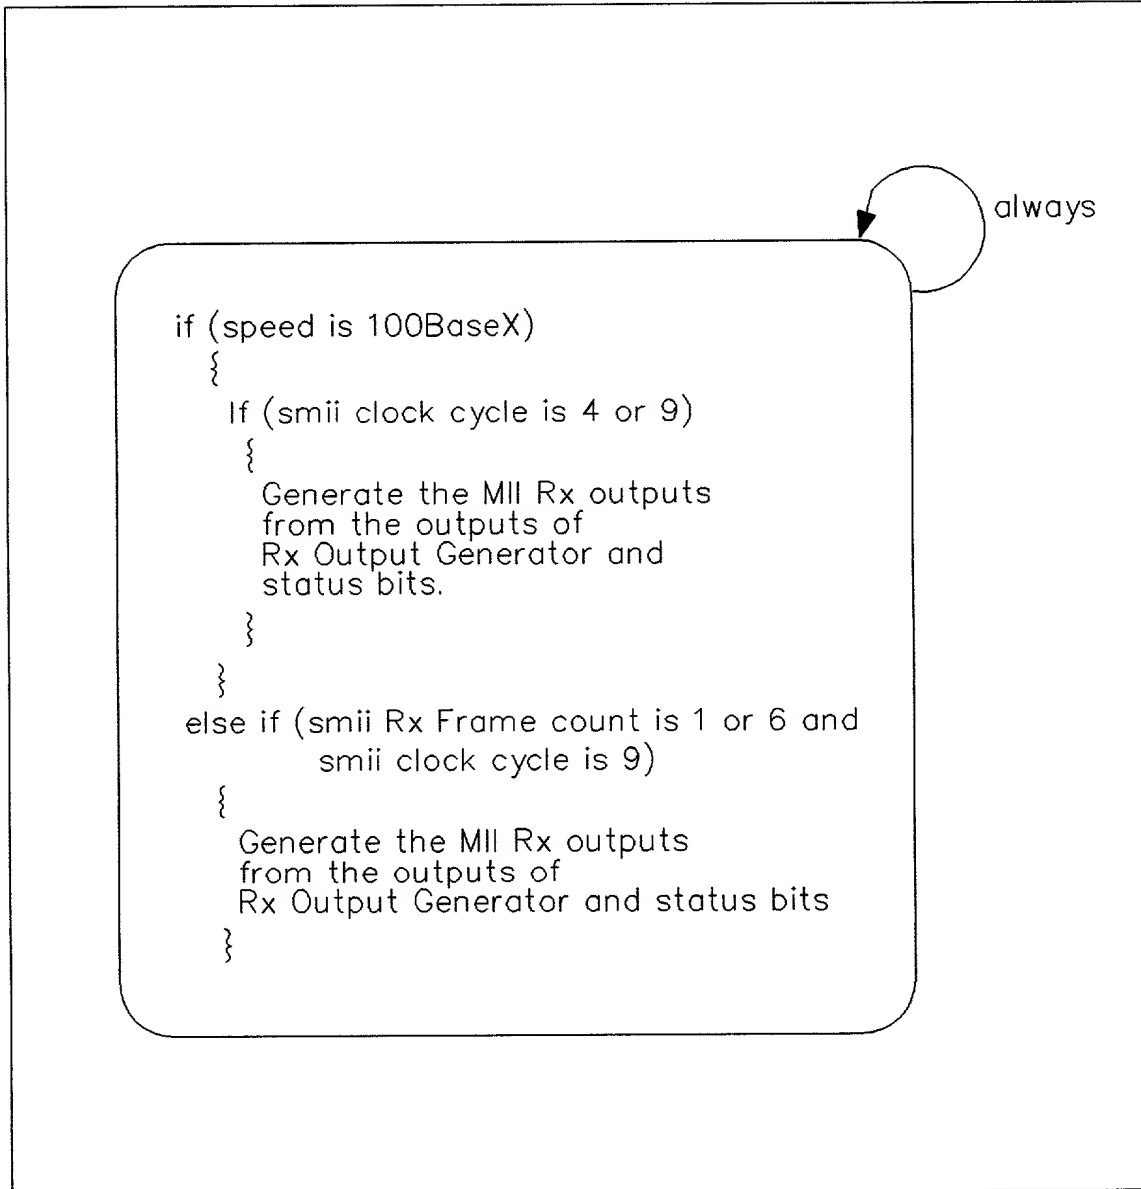 always
if (speed is 100BaseX)
{
If (smii clock cycle is 4 or 9)
{
Generate the MII Rx outputs
from the outputs of
Rx Output Generator and
status bits.
}
}
else if (smii Rx Frame count is 1 or 6 and
smii clock cycle is 9)
{
Generate the MII Rx outputs
from the outputs of
Rx Output Generator and status bits
}